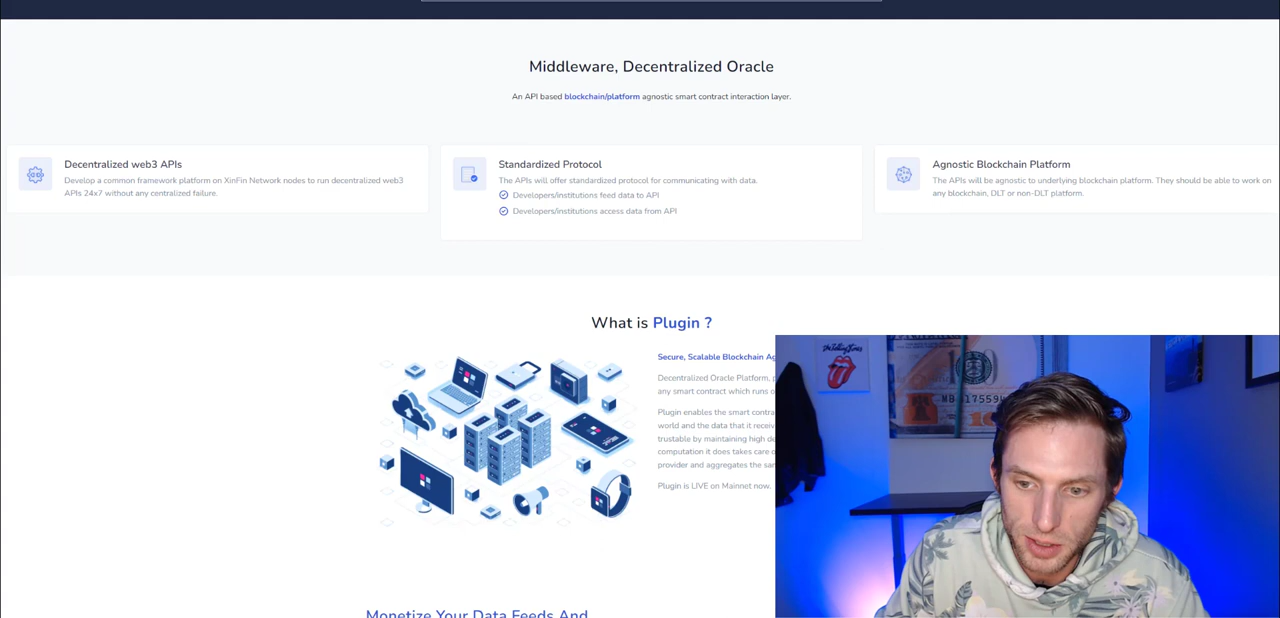 Middleware, Decentralized Oracle
An API based blockchain/platform agnostic smart contract interaction layer.
Decentralized web3 APIs
Develop a common framework platform on XinFin Network nodes to run decentralized web3
APIs 24x7 without any centralized failure.
Standardized Protocol
The APIs will offer standardized protocol for communicating with data.
Developers/institutions feed data to API
Developers/institutions access data from API
Agnostic Blockchain Platform
The APIs will be agnostic to underlying blockchain platform. They should be able to work on
any blockchain, DLT or non-DLT platform.
What is Plugin ?
Secure, Scalable Blockchain
Decentralized Oracle Platform,
any smart contract which runs
Plugin enables the smart
world and the data that it
trustable by maintaining high
computation it does takes care
provider and aggregates the
Plugin is LIVE on Mainnet now.
Monetize Your Data Feeds And
The Rolling Stones